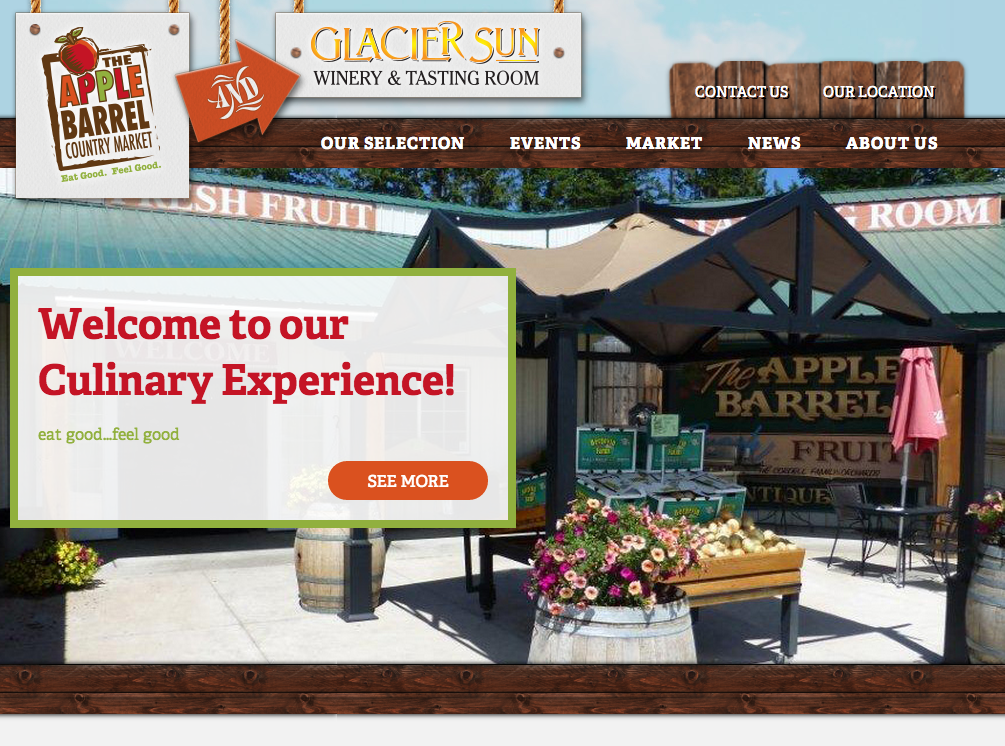 THE
APPLE
BARREL
COUNTRY MARKET
Eat Good. Feel Good.
AND
GLACIER SUN
WINERY & TASTING ROOM
CONTACT US
OUR LOCATION
OUR SELECTION
EVENTS
MARKET
NEWS
ABOUT US
FRESH FRUIT
ROOM
WELCOME
Welcome to our
Culinary Experience!
eat good...feel good
SEE MORE
The APPLE
BARREL
FRUIT
THE CORDELL FAMILY ORCHARDS